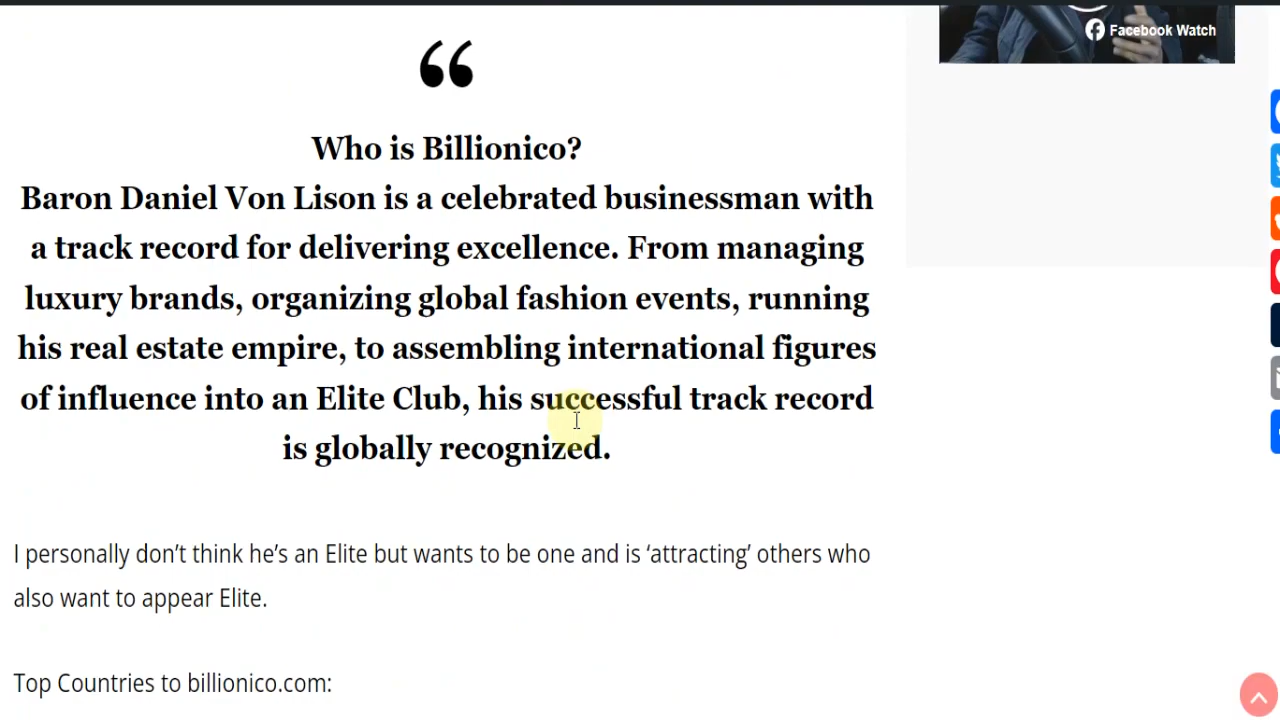 Facebook Watch
“
Who is Billionico?
Baron Daniel Von Lison is a celebrated businessman with
a track record for delivering excellence. From managing
luxury brands, organizing global fashion events, running
his real estate empire, to assembling international figures
of influence into an Elite Club, his successful track record
is globally recognized.
I personally don’t think he’s an Elite but wants to be one and is ‘attracting’ others who
also want to appear Elite.
Top Countries to billionico.com: